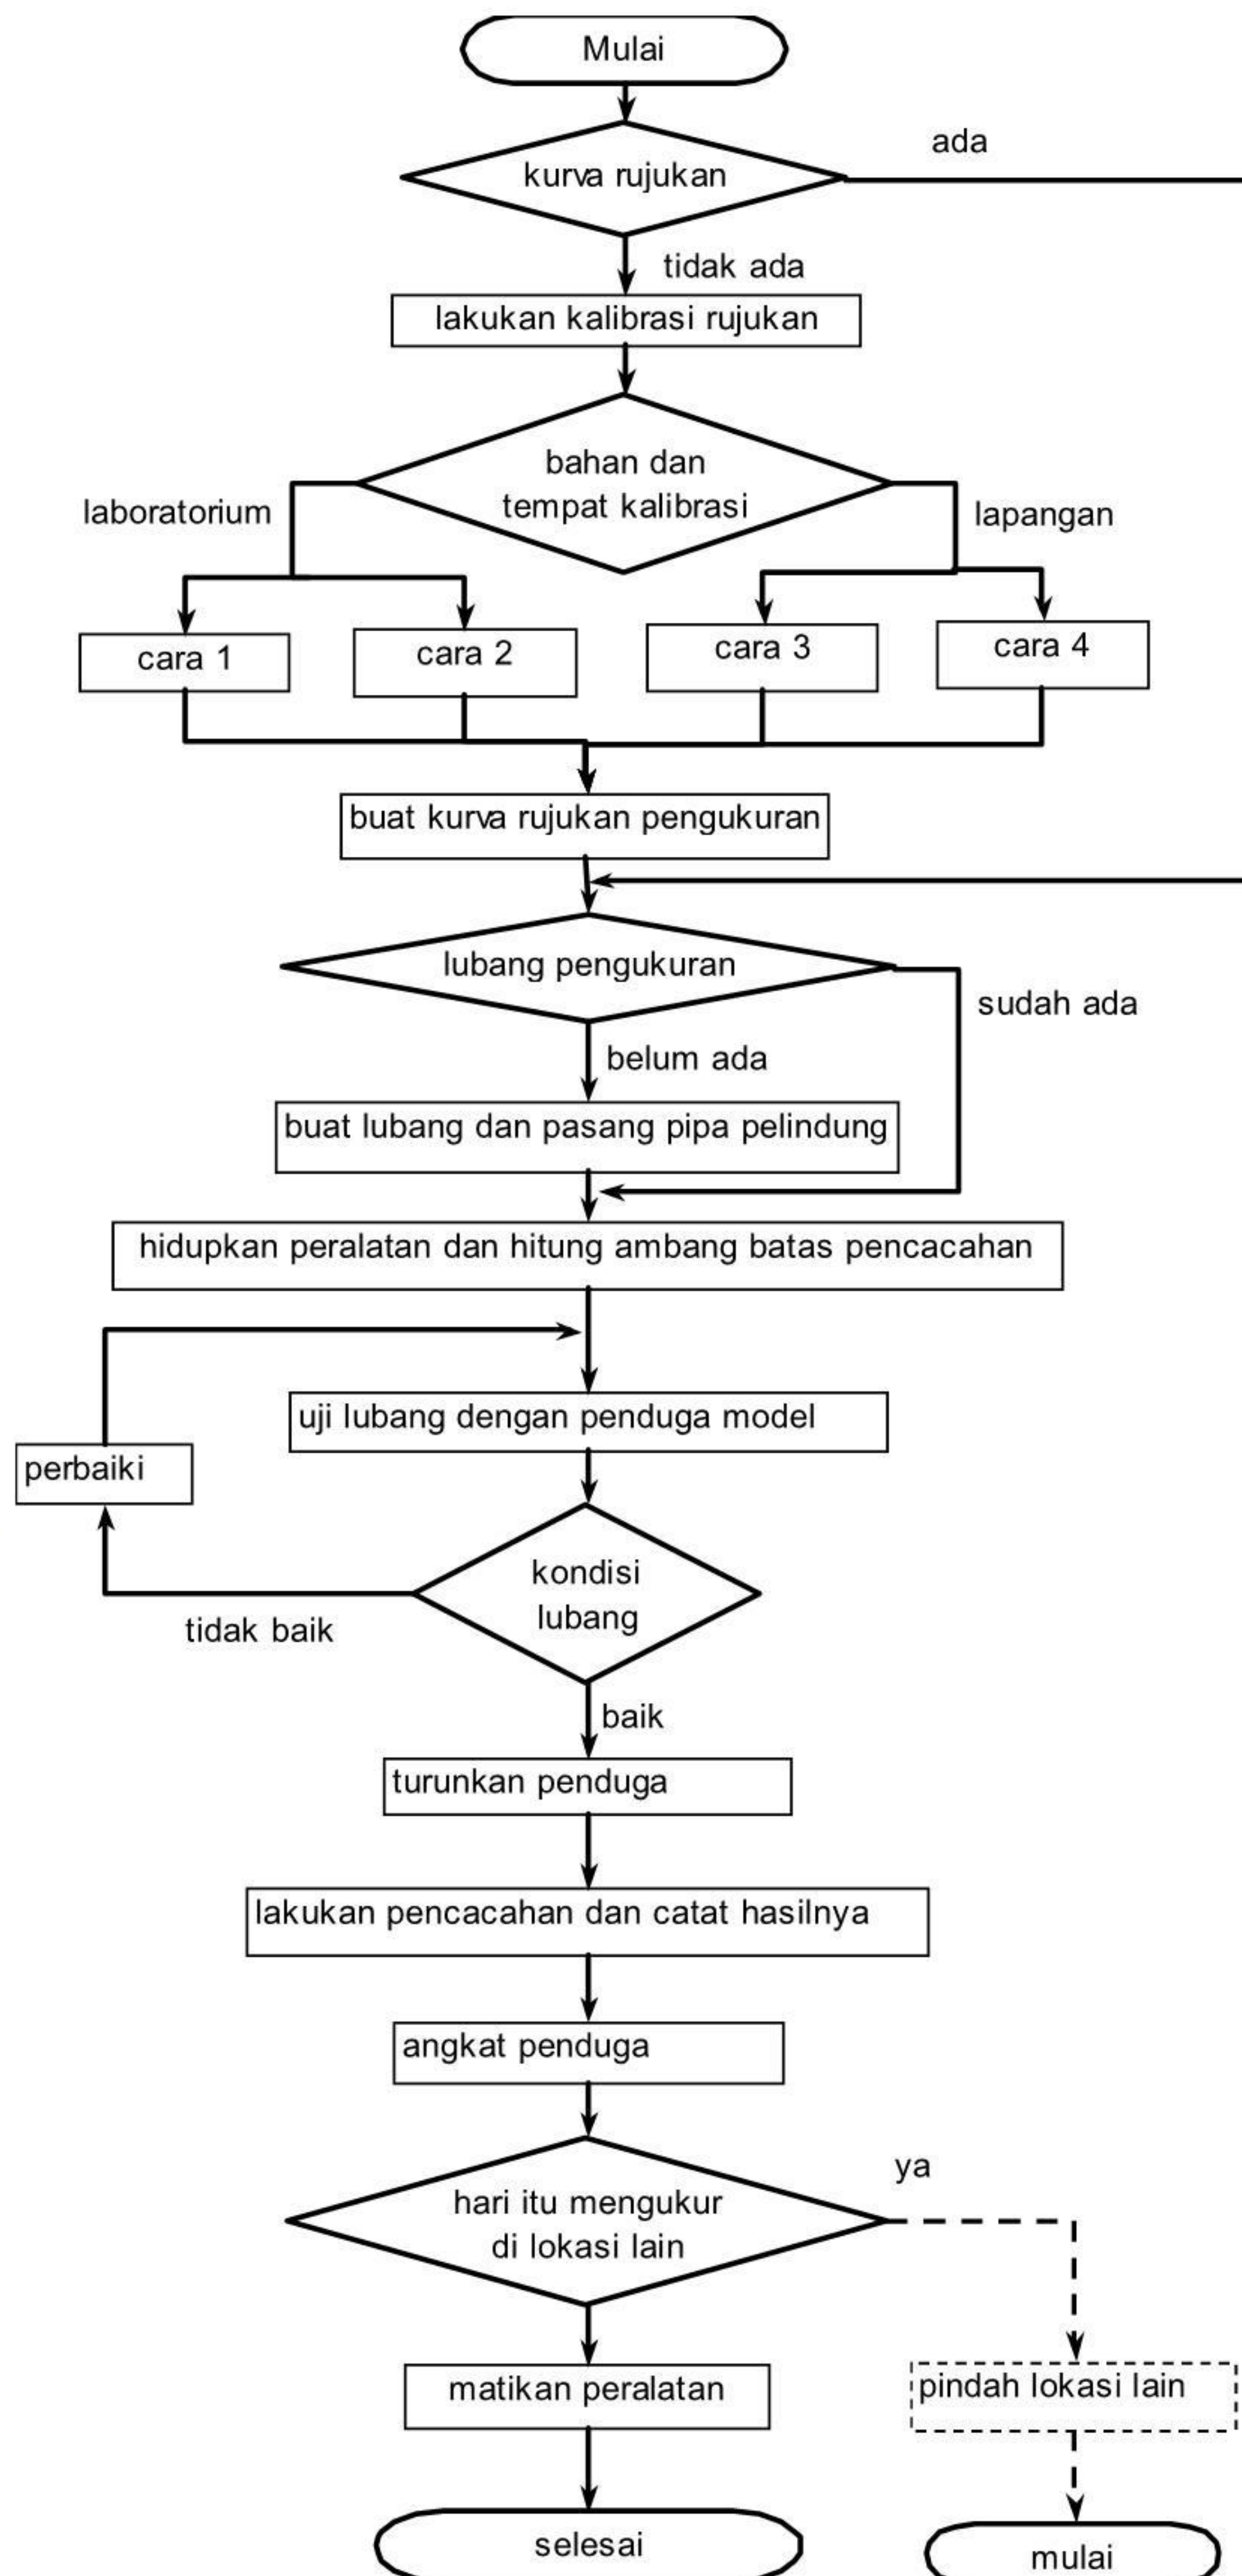 Mulai
ada
kurva rujukan
tidak ada
lakukan kalibrasi rujukan
bahan dan
tempat kalibrasi
laboratorium
lapangan
cara 1
cara 2
cara 3
cara 4
buat kurva rujukan pengukuran
lubang pengukuran
sudah ada
belum ada
buat lubang dan pasang pipa pelindung
hidupkan peralatan dan hitung ambang batas pencacahan
uji lubang dengan penduga model
perbaiki
kondisi
lubang
tidak baik
baik
turunkan penduga
lakukan pencacahan dan catat hasilnya
angkat penduga
ya
hari itu mengukur
di lokasi lain
matikan peralatan
pindah lokasi lain
selesai
mulai